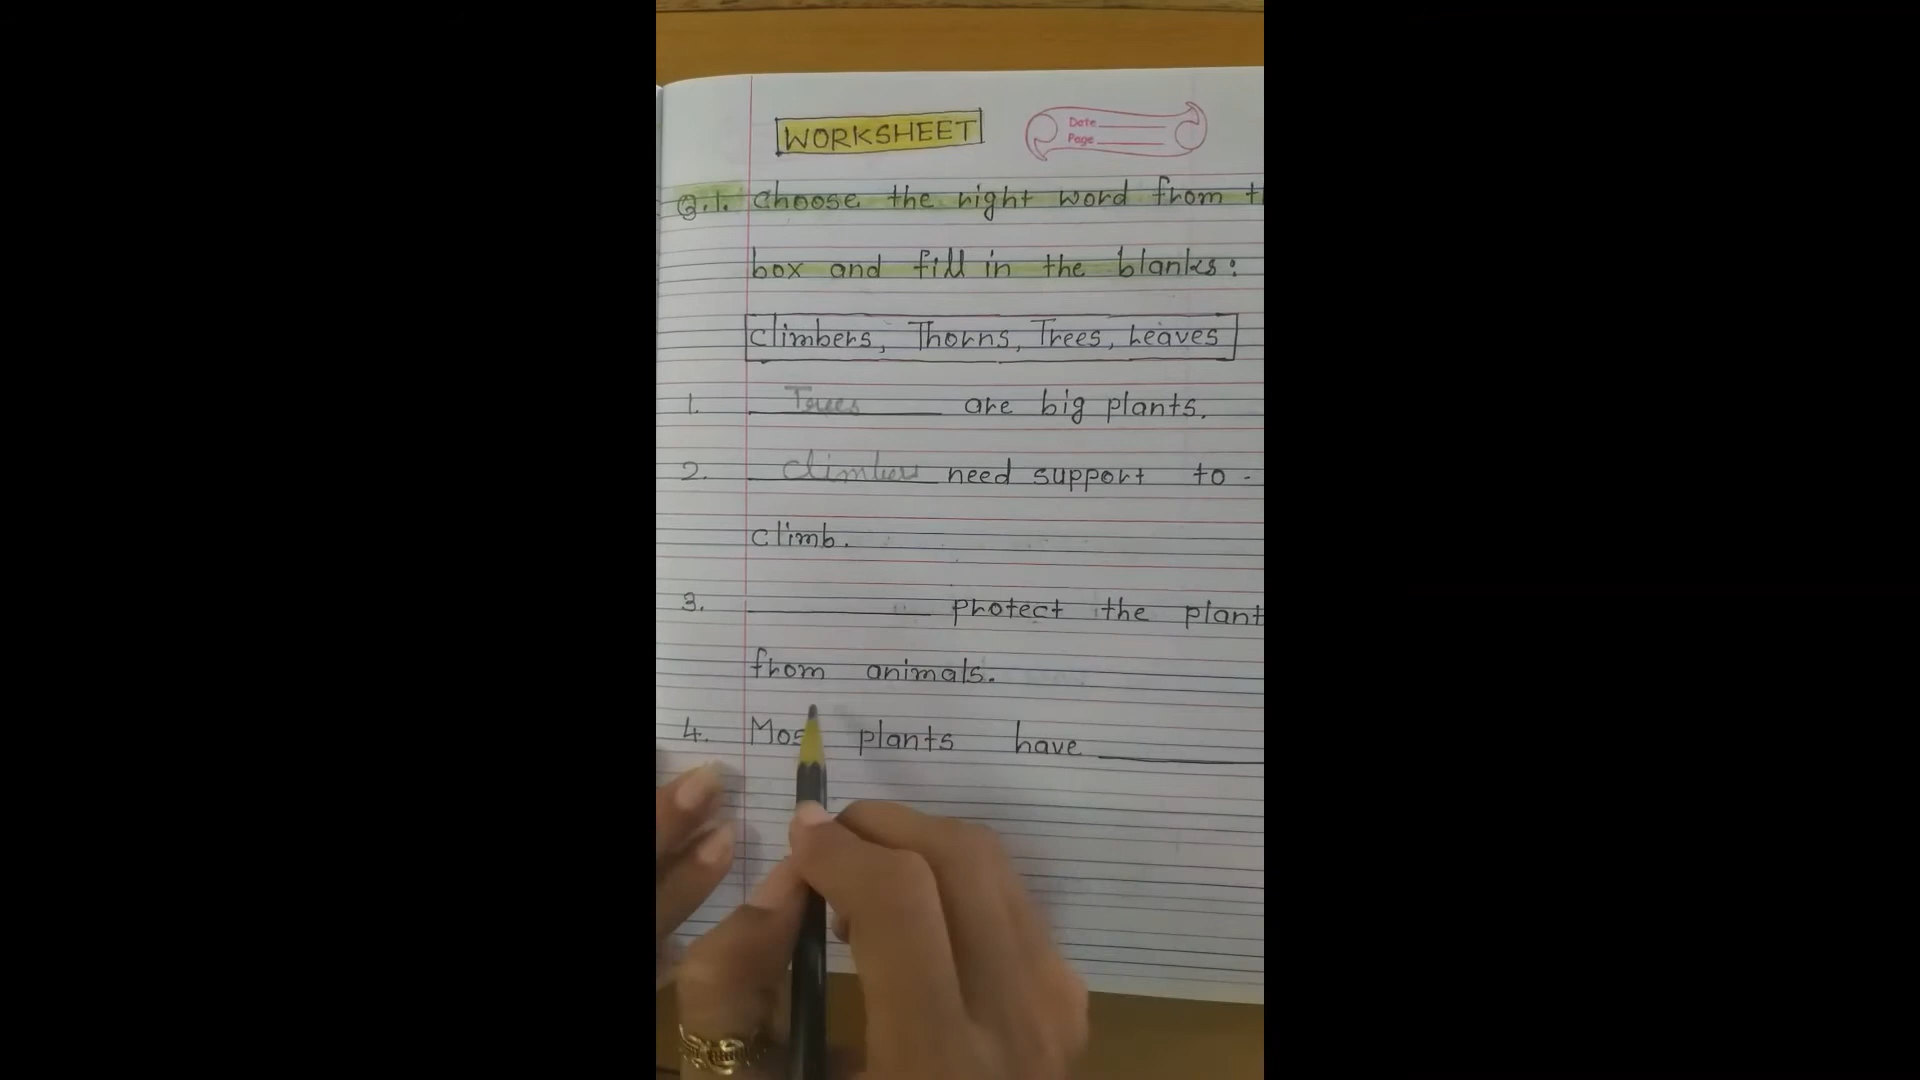 WORKSHEET
Date
Page
Q.1. Choose the right word from
box and fill in the blanks:
Climbers, Thorns, Trees, Leaves
1. Trees are big plants.
2. Climbers need support to -
climb.
3. protect the plant
from animals.
4. plants have